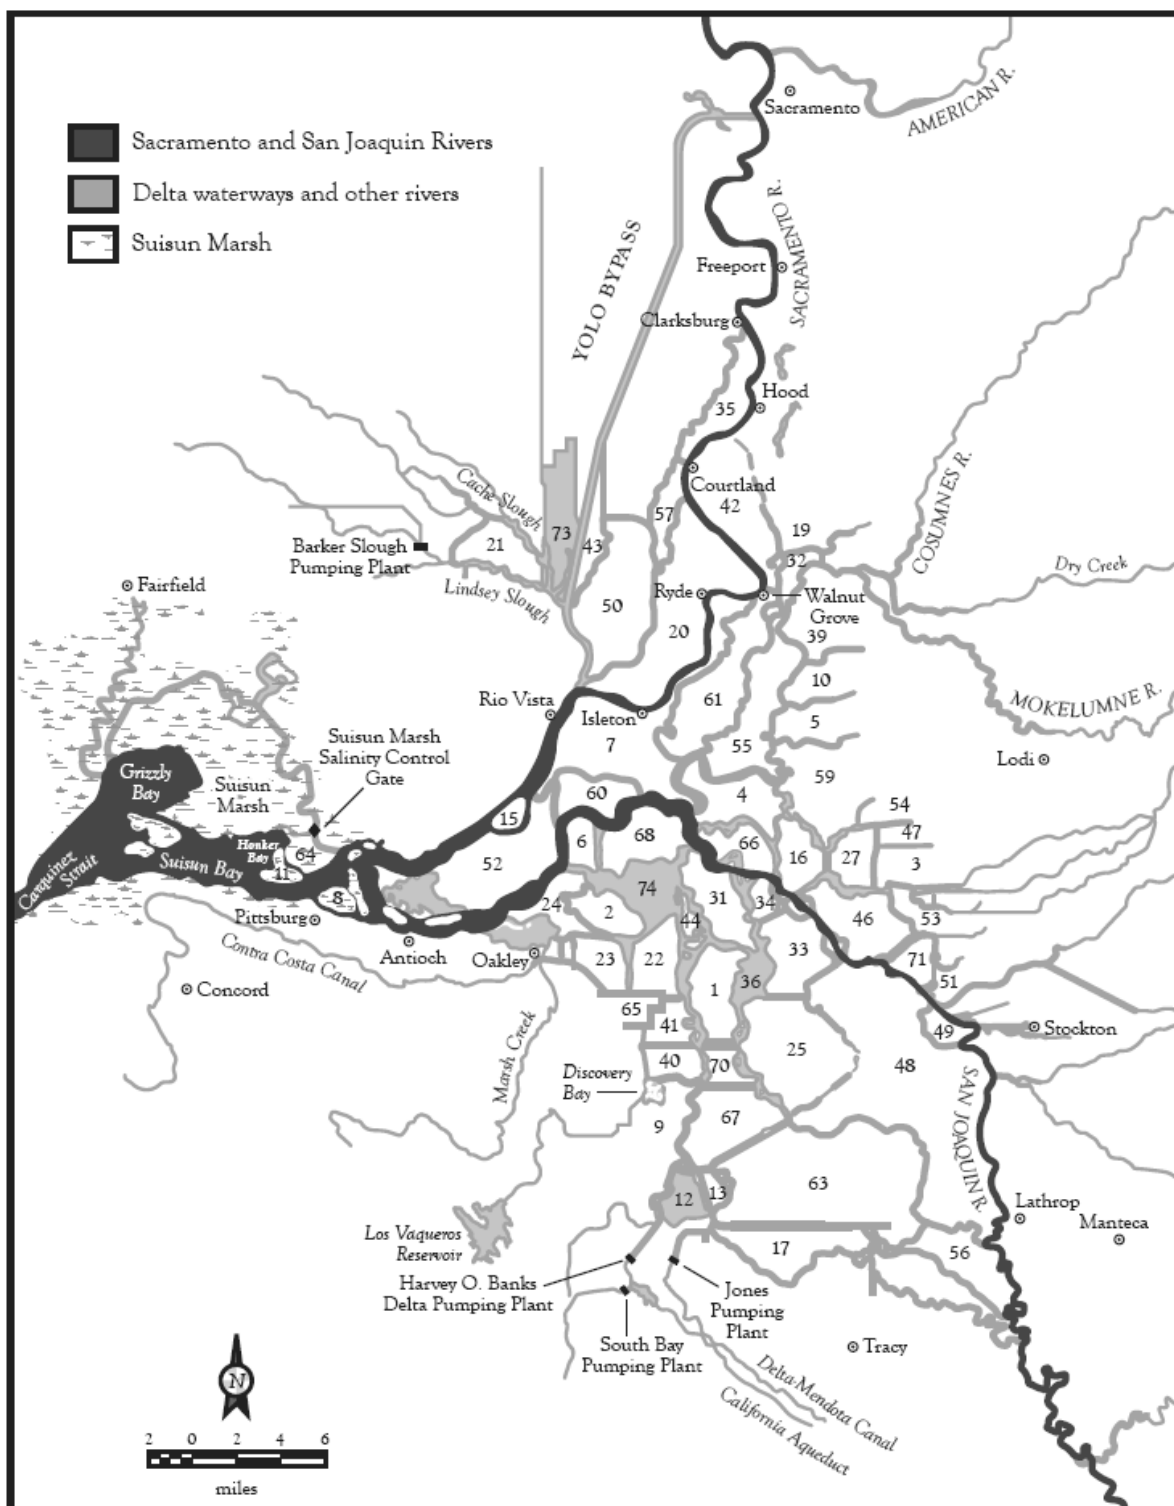 Sacramento
AMERICAN R.
Sacramento and San Joaquin Rivers
Delta waterways and other rivers
Suisun Marsh
YOLO BYPASS
SACRAMENTO R.
Freeport
Clarksburg
Hood
35
Courtland
42
Cache Slough
57
COSUMNES R.
73
43
21
19
Barker Slough
Pumping Plant
32
Dry Creek
Fairfield
Lindsey Slough
Ryde
Walnut
Grove
50
20
39
10
MOKELUMNE R.
Rio Vista
Isleton
61
5
7
55
Suisun Marsh
Salinity Control
Gate
Lodi
59
Grizzly
Bay
Suisun
Marsh
60
4
54
15
6
68
66
47
Honker
Bay
64
52
16
27
3
Carquinez
Strait
Suisun Bay
11
8
74
31
34
24
2
44
46
53
Pittsburg
Contra Costa Canal
Antioch
Oakley
23
22
33
71
Concord
1
36
51
65
41
49
Stockton
Marsh Creek
25
48
40
70
Discovery
Bay
SAN JOAQUIN R.
9
67
12
13
63
Lathrop
Manteca
Los Vaqueros
Reservoir
17
56
Harvey O. Banks
Delta Pumping Plant
Jones
Pumping
Plant
South Bay
Pumping Plant
Tracy
Delta-Mendota Canal
California Aqueduct
N
2 0 2 4 6
miles